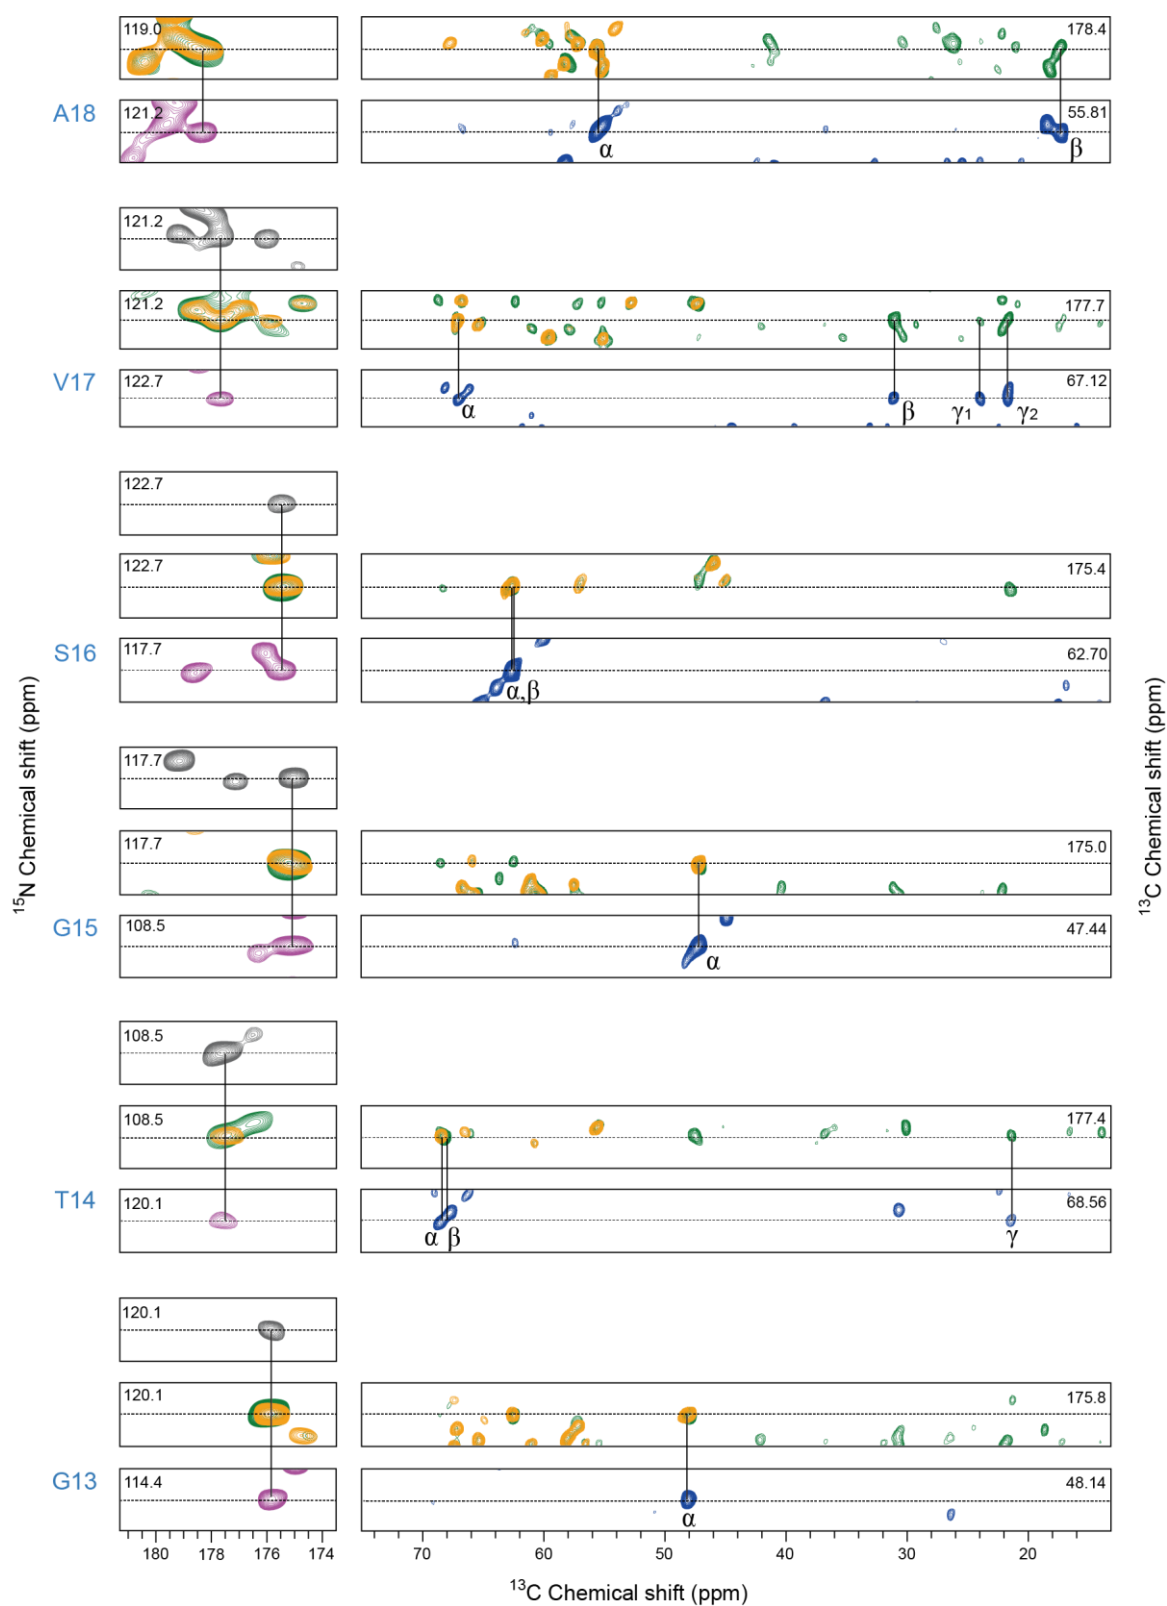 119.0 178.4
A18 121.2 55.81
α β
121.2
121.2 177.7
V17 122.7 67.12
α β γ1 γ2
122.7
122.7 175.4
S16 117.7 62.70
α,β
117.7
117.7 175.0
G15 108.5 47.44
α
108.5
108.5 177.4
T14 120.1 68.56
α β γ
120.1
120.1 175.8
G13 114.4 48.14
α
180 178 176 174 70 60 50 40 30 20
13C Chemical shift (ppm)
15N Chemical shift (ppm)
13C Chemical shift (ppm)